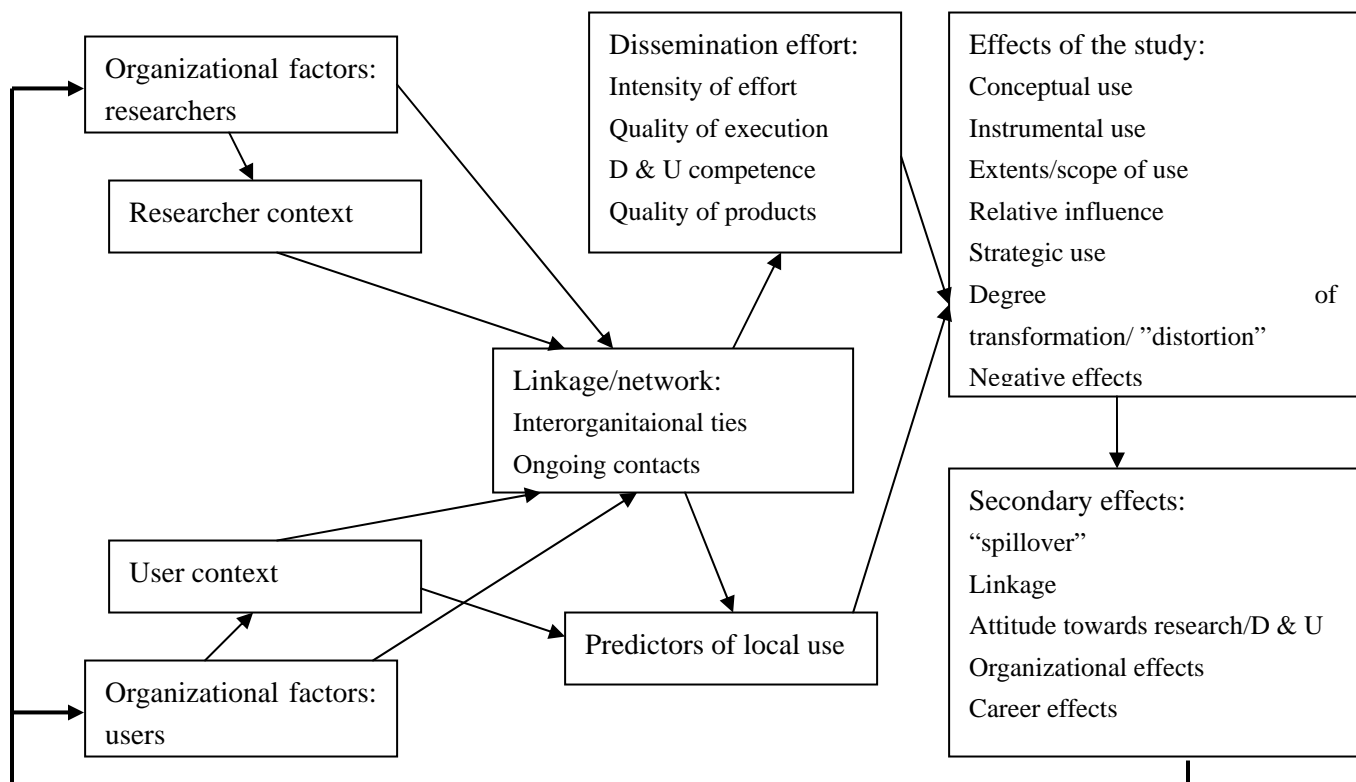 Organizational factors:
researchers
Researcher context
Dissemination effort:
Intensity of effort
Quality of execution
D & U competence
Quality of products
Effects of the study:
Conceptual use
Instrumental use
Extents/scope of use
Relative influence
Strategic use
Degree of
transformation/ ”distortion”
Negative effects
Linkage/network:
Interorganitaional ties
Ongoing contacts
User context
Organizational factors:
users
Predictors of local use
Secondary effects:
“spillover”
Linkage
Attitude towards research/D & U
Organizational effects
Career effects